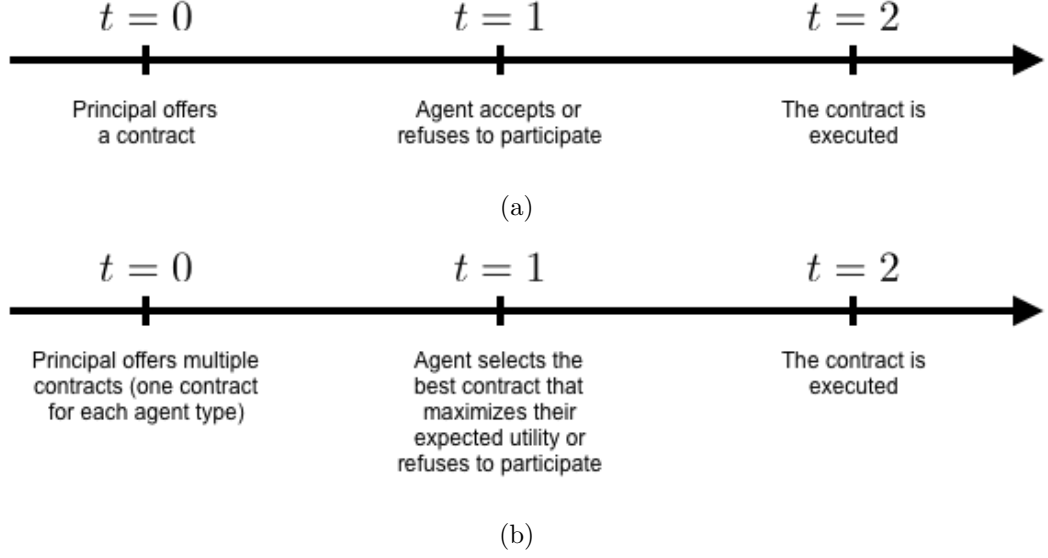 t = 0 t = 1 t = 2
Principal offers
a contract
Agent accepts or
refuses to participate
The contract is
executed
(a)
t = 0 t = 1 t = 2
Principal offers multiple
contracts (one contract
for each agent type)
Agent selects the
best contract that
maximizes their
expected utility or
refuses to participate
The contract is
executed
(b)